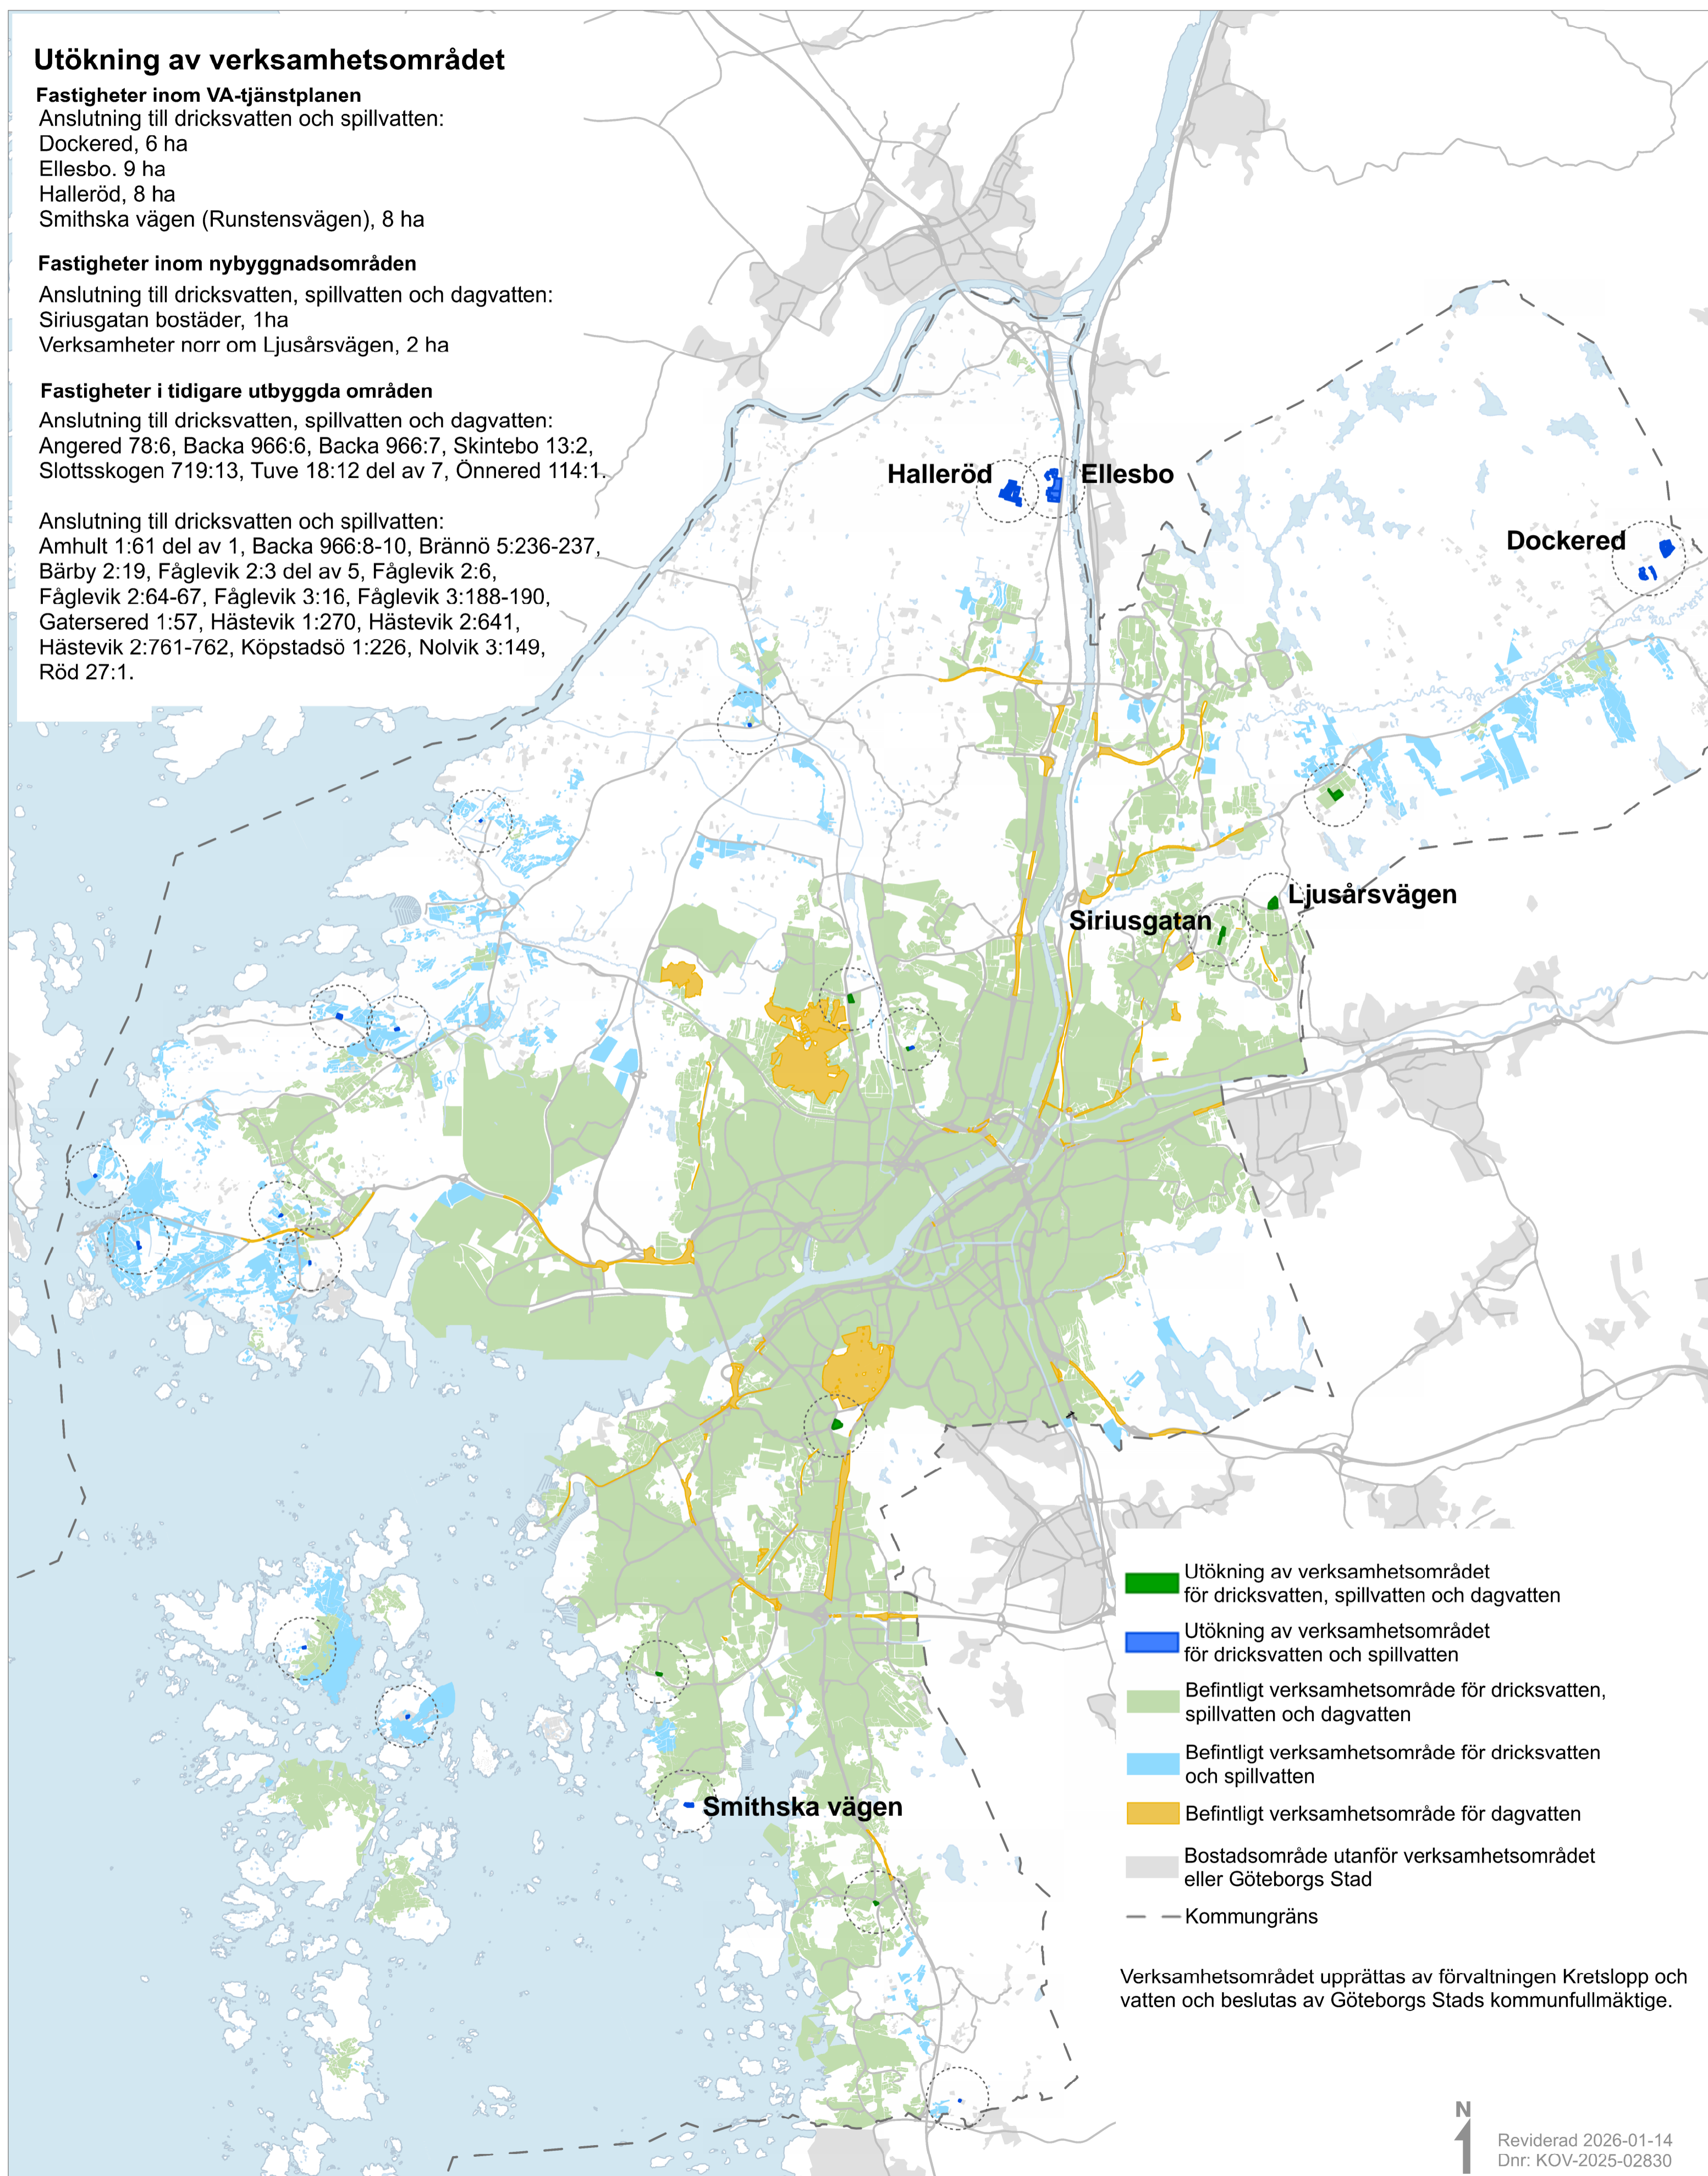 Utökning av verksamhetsområdet
Fastigheter inom VA-tjänstplanen
Anslutning till dricksvatten och spillvatten:
Dockered, 6 ha
Ellesbo. 9 ha
Halleröd, 8 ha
Smithska vägen (Runstensvägen), 8 ha
Fastigheter inom nybyggnadsområden
Anslutning till dricksvatten, spillvatten och dagvatten:
Siriusgatan bostäder, 1ha
Verksamheter norr om Ljusårsvägen, 2 ha
Fastigheter i tidigare utbyggda områden
Anslutning till dricksvatten, spillvatten och dagvatten:
Angered 78:6, Backa 966:6, Backa 966:7, Skintebo 13:2,
Slottsskogen 719:13, Tuve 18:12 del av 7, Önnered 114:1.
Anslutning till dricksvatten och spillvatten:
Amhult 1:61 del av 1, Backa 966:8-10, Brännö 5:236-237,
Bärby 2:19, Fåglevik 2:3 del av 5, Fåglevik 2:6,
Fåglevik 2:64-67, Fåglevik 3:16, Fåglevik 3:188-190,
Gatersered 1:57, Hästevik 1:270, Hästevik 2:641,
Hästevik 2:761-762, Köpstadsö 1:226, Nolvik 3:149,
Röd 27:1.
Halleröd
Ellesbo
Dockered
Ljusårsvägen
Siriusgatan
Smithska vägen
Utökning av verksamhetsområdet
för dricksvatten, spillvatten och dagvatten
Utökning av verksamhetsområdet
för dricksvatten och spillvatten
Befintligt verksamhetsområde för dricksvatten,
spillvatten och dagvatten
Befintligt verksamhetsområde för dricksvatten
och spillvatten
Befintligt verksamhetsområde för dagvatten
Bostadsområde utanför verksamhetsområdet
eller Göteborgs Stad
Kommungräns
Verksamhetsområdet upprättas av förvaltningen Kretslopp och
vatten och beslutas av Göteborgs Stads kommunfullmäktige.
N
Reviderad 2026-01-14
Dnr: KOV-2025-02830